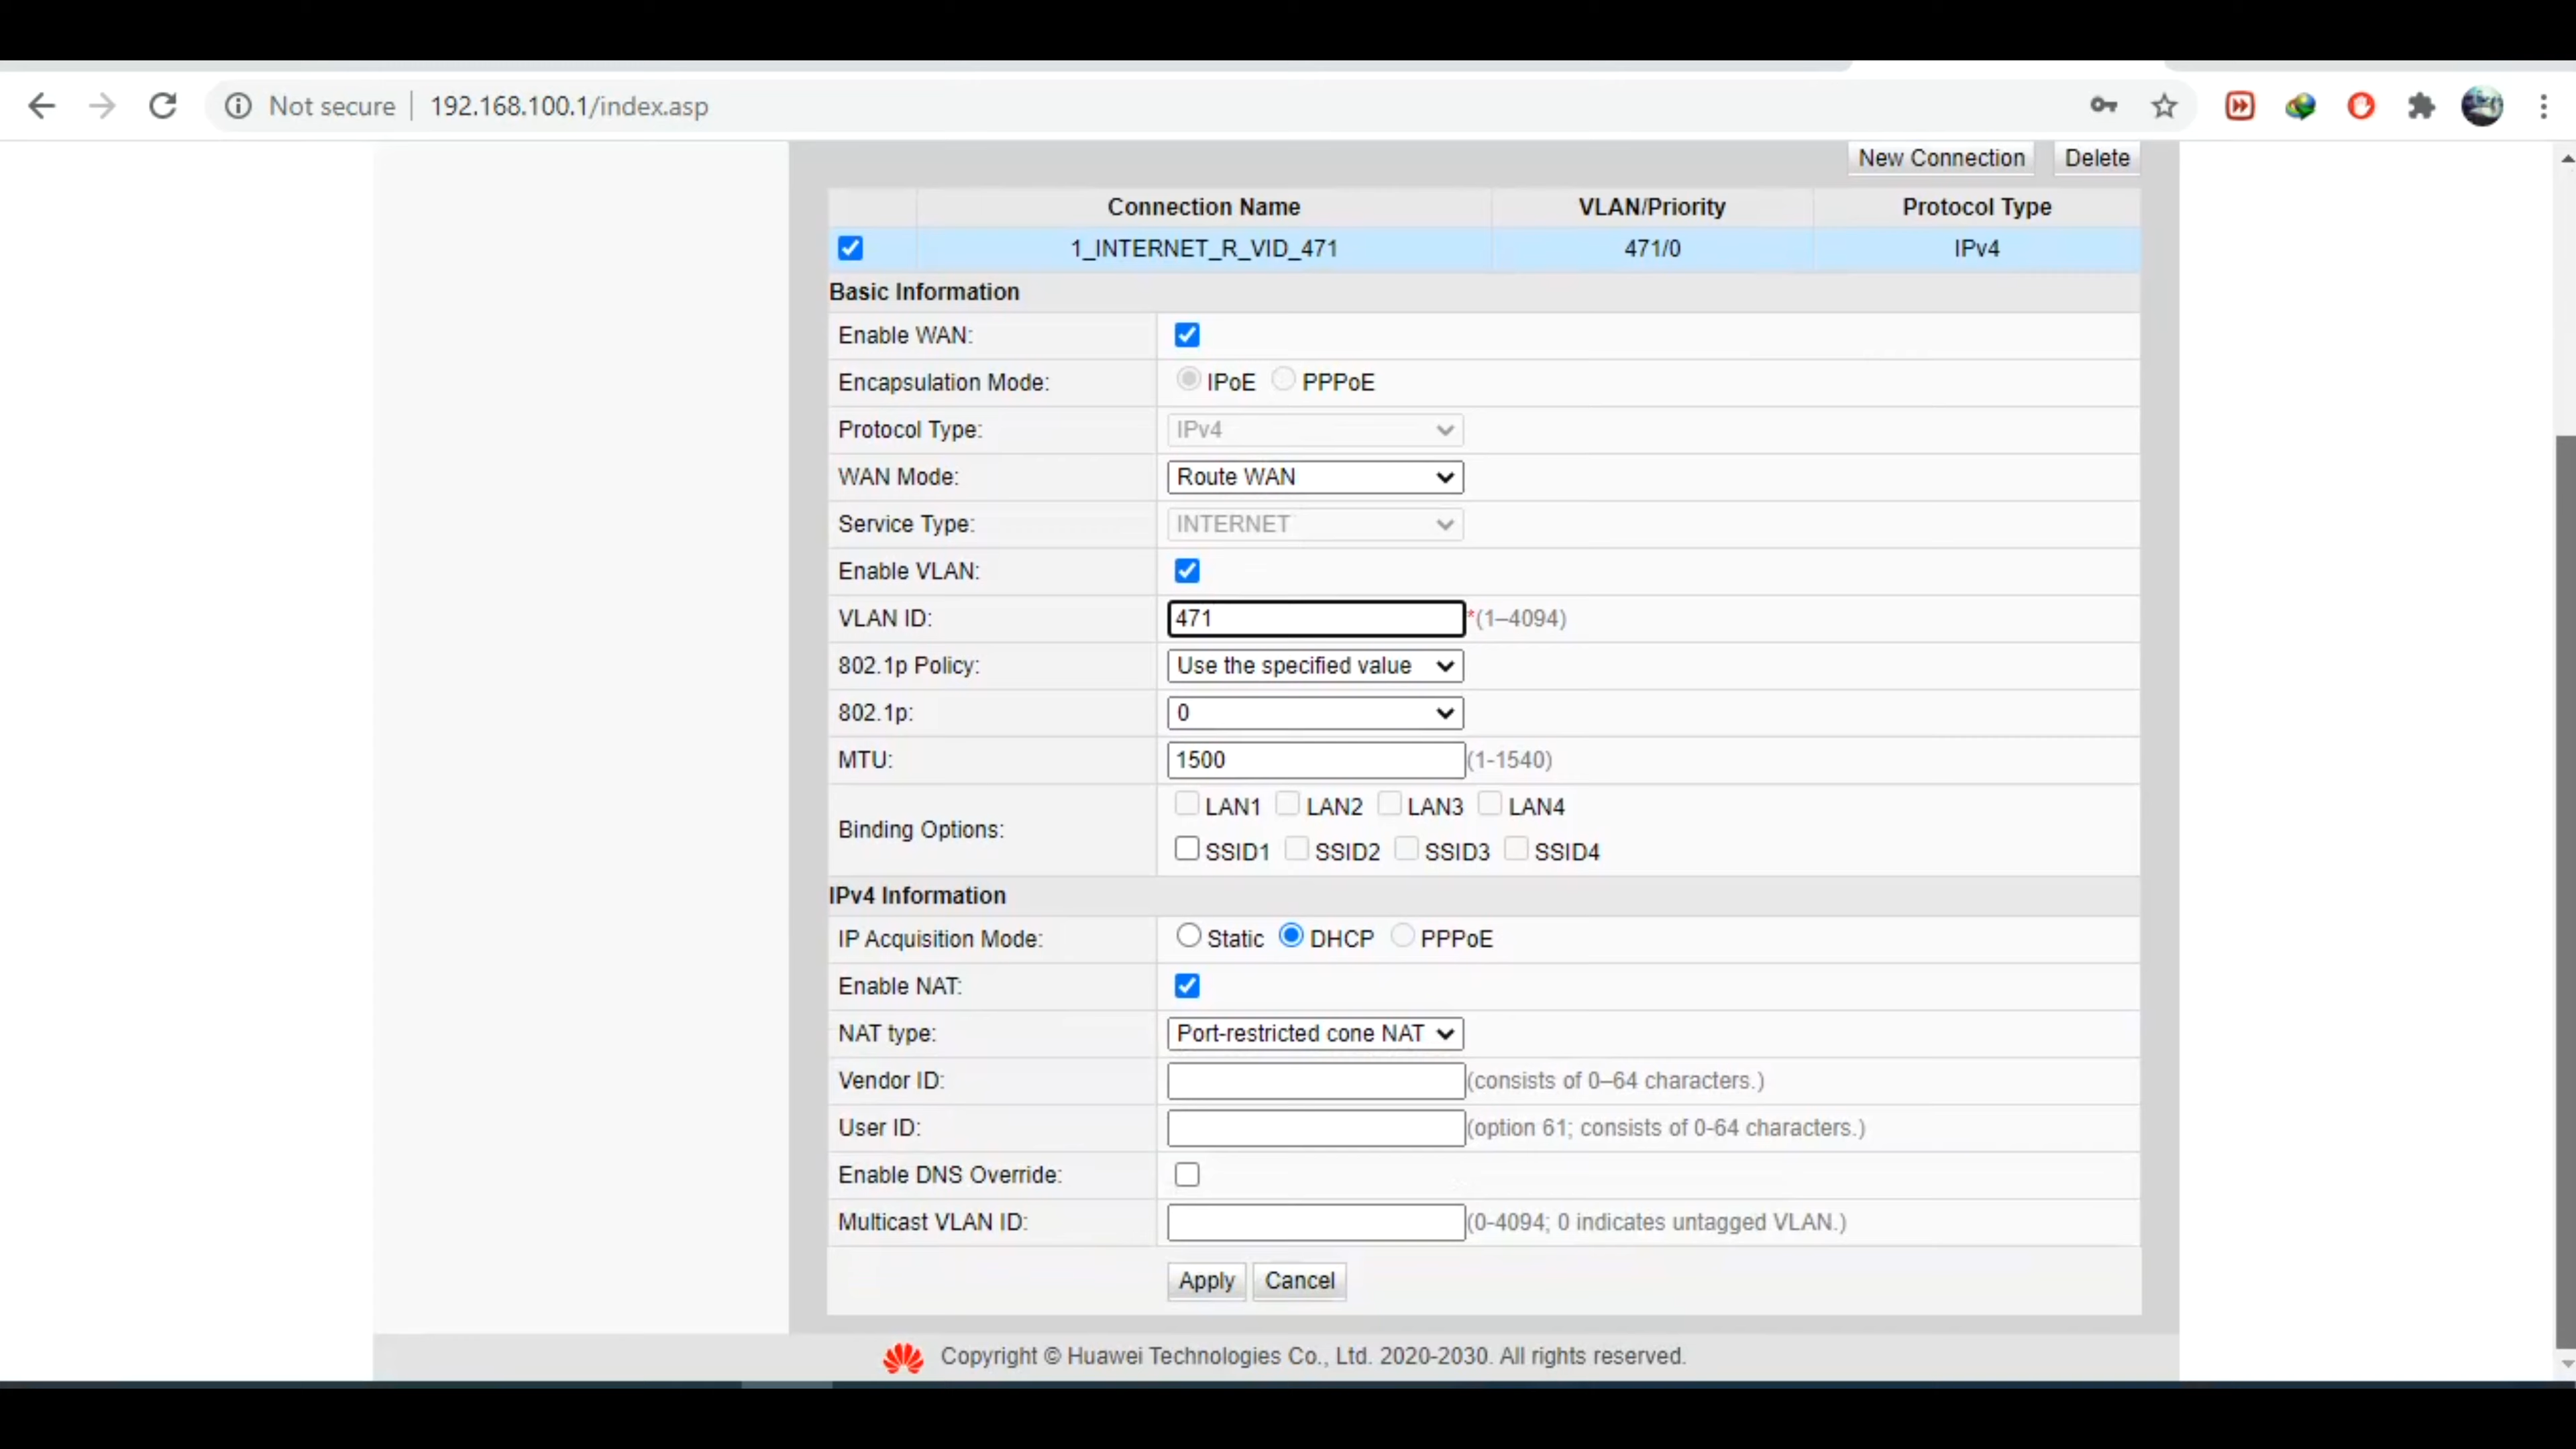 Not secure 192.168.100.1/index.asp
New Connection Delete
Connection Name VLAN/Priority Protocol Type
1_INTERNET_R_VID_471 471/0 IPv4
Basic Information
Enable WAN:
Encapsulation Mode: IPoE PPPoE
Protocol Type: IPv4
WAN Mode: Route WAN
Service Type: INTERNET
Enable VLAN:
VLAN ID: 471 *(1–4094)
802.1p Policy: Use the specified value
802.1p: 0
MTU: 1500 (1-1540)
Binding Options: LAN1 LAN2 LAN3 LAN4
SSID1 SSID2 SSID3 SSID4
IPv4 Information
IP Acquisition Mode: Static DHCP PPPoE
Enable NAT:
NAT type: Port-restricted cone NAT
Vendor ID: (consists of 0–64 characters.)
User ID: (option 61; consists of 0-64 characters.)
Enable DNS Override:
Multicast VLAN ID: (0-4094; 0 indicates untagged VLAN.)
Apply Cancel
Copyright © Huawei Technologies Co., Ltd. 2020-2030. All rights reserved.